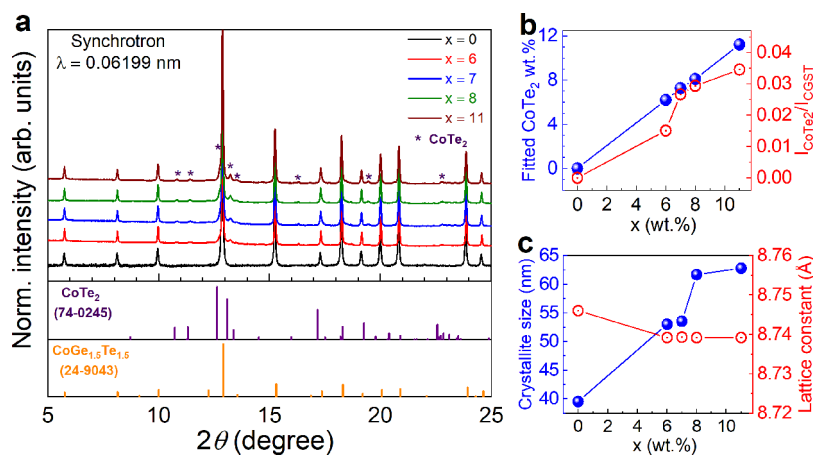 a
Synchrotron
λ = 0.06199 nm
x = 0
x = 6
x = 7
x = 8
x = 11
* CoTe₂
* * * * * * * *
Norm. intensity (arb. units)
CoTe₂
(74-0245)
CoGe₁.₅Te₁.₅
(24-9043)
5 10 15 20 25
2θ (degree)
b
Fitted CoTe₂ wt.%
12
8
4
0
0.04
0.03
0.02
0.01
0.00
I_CoTe2/I_CGST
0 2 4 6 8 10
x (wt.%)
c
Crystallite size (nm)
65
60
55
50
45
40
8.76
8.75
8.74
8.73
8.72
Lattice constant (Å)
0 2 4 6 8 10
x (wt.%)